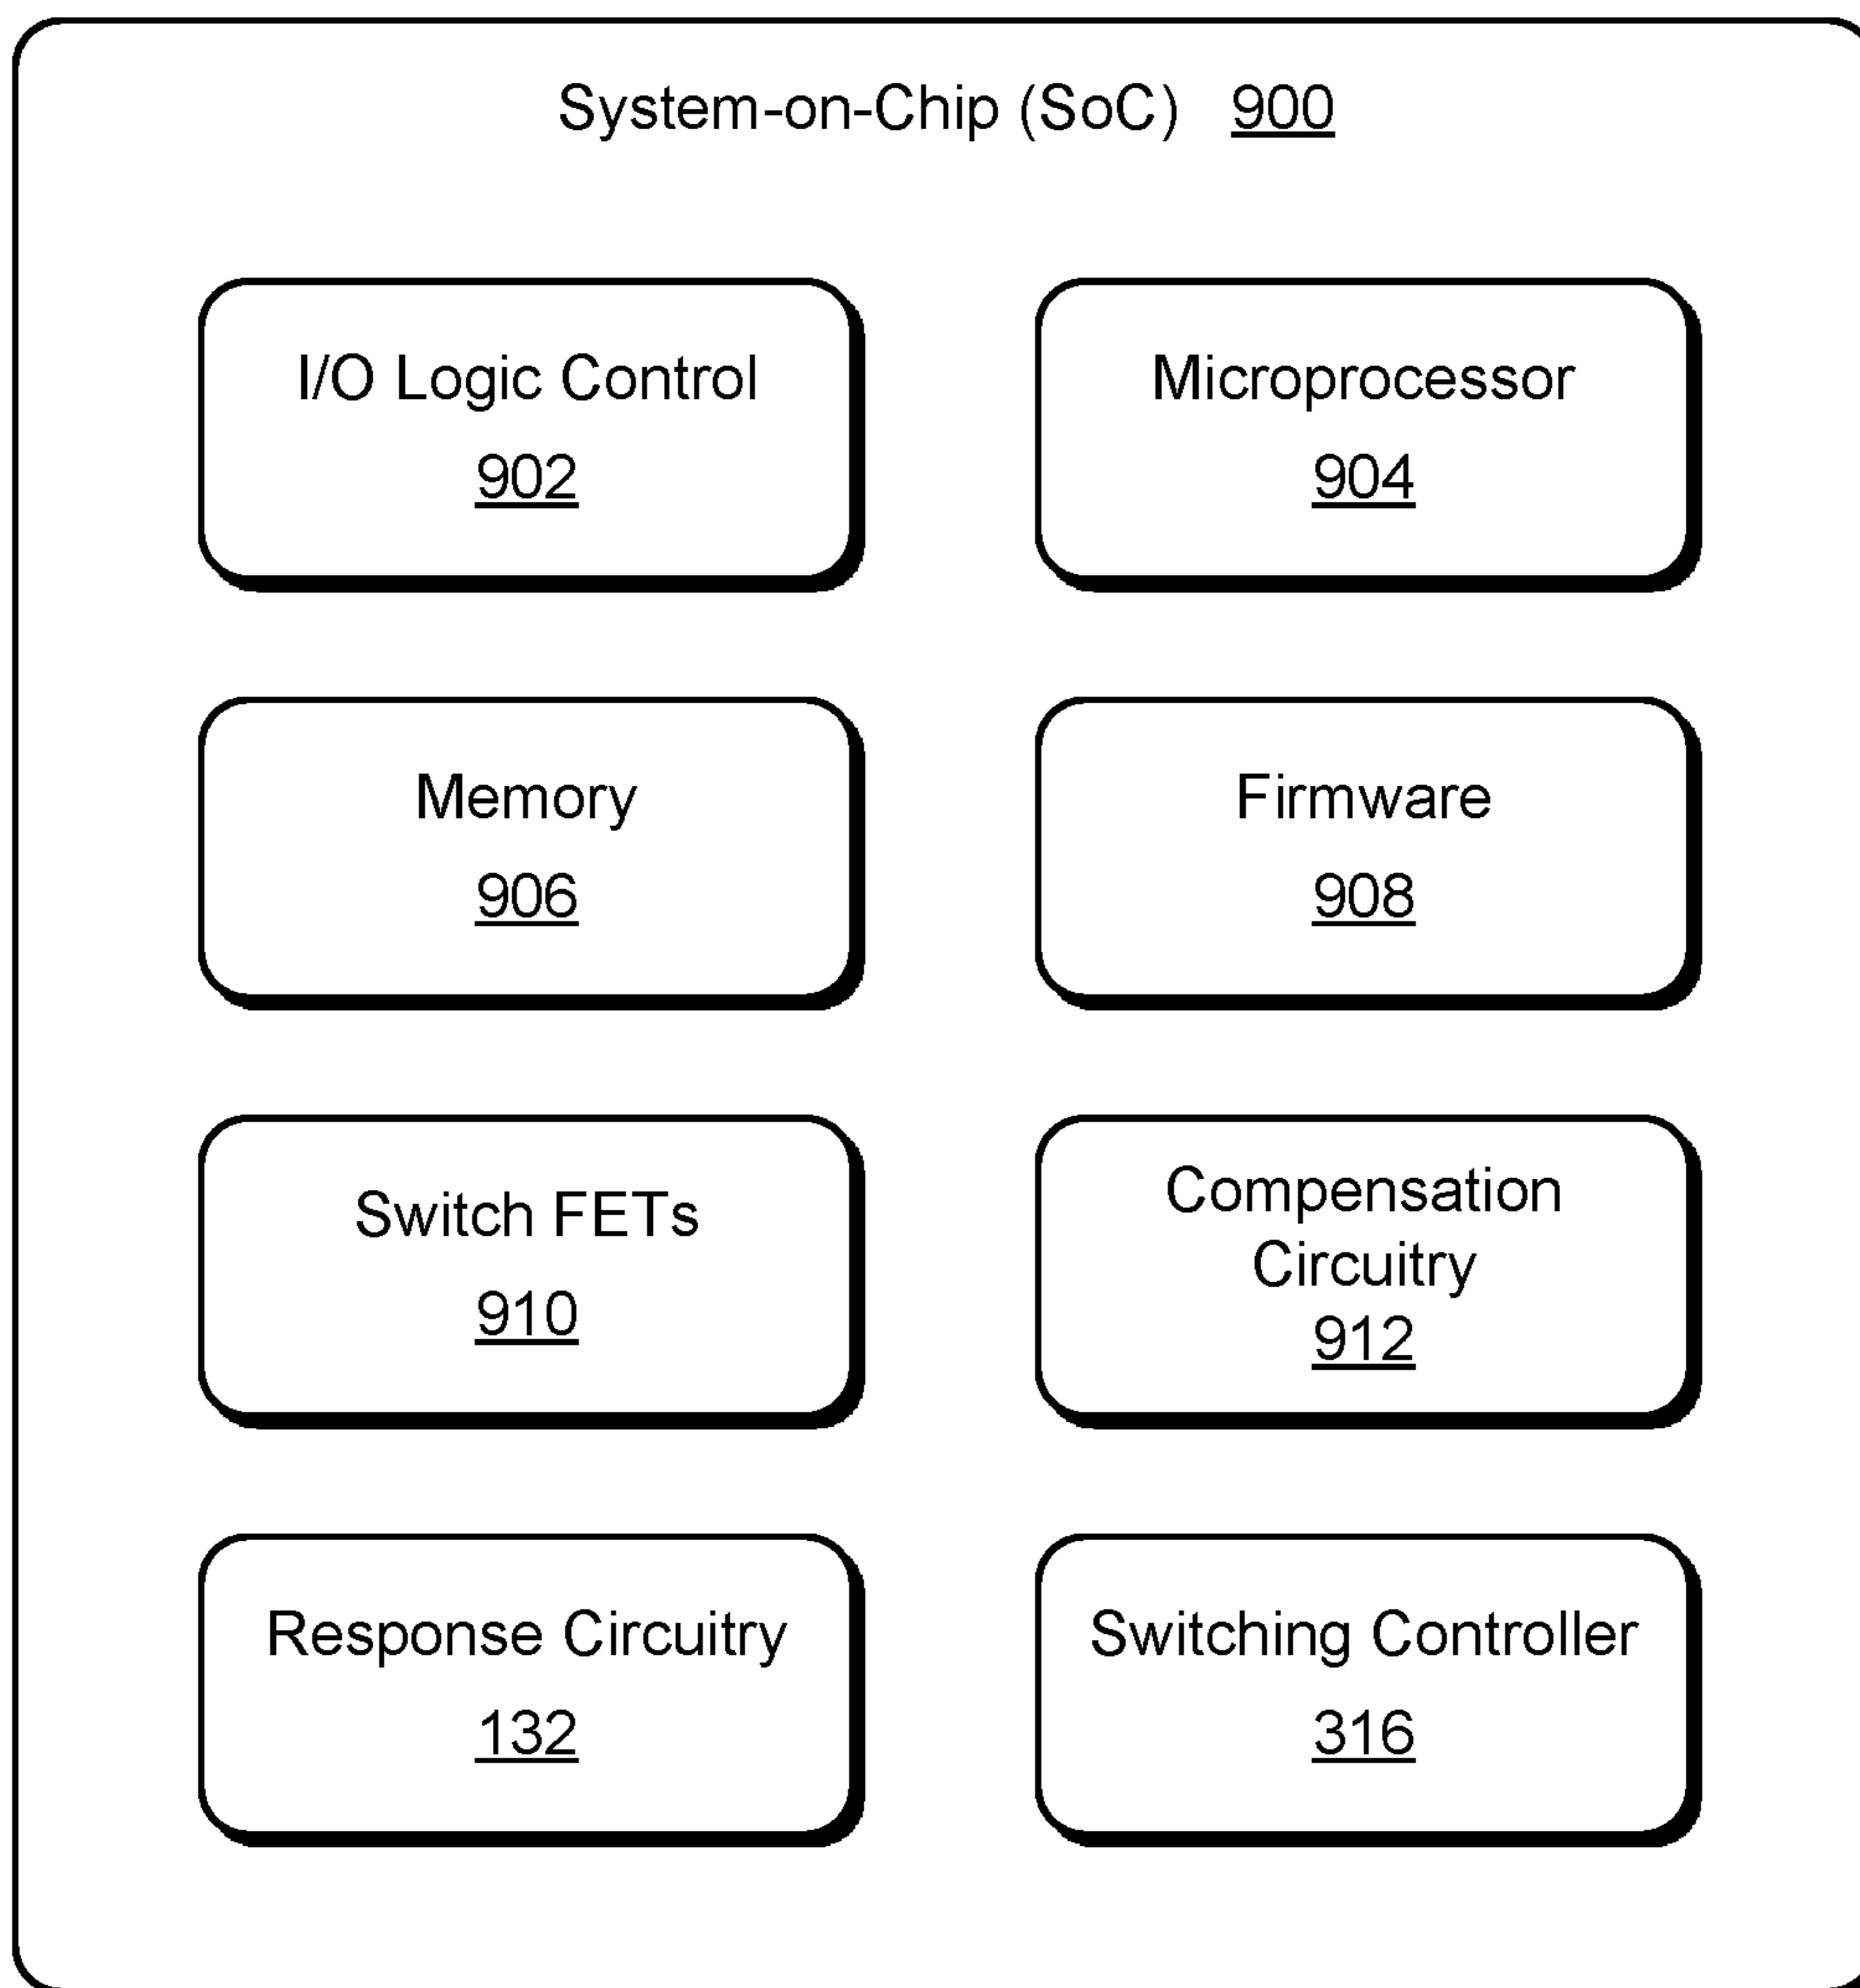 System-on-Chip (SoC) 900
I/O Logic Control
902
Microprocessor
904
Memory
906
Firmware
908
Switch FETs
910
Compensation
Circuitry
912
Response Circuitry
132
Switching Controller
316